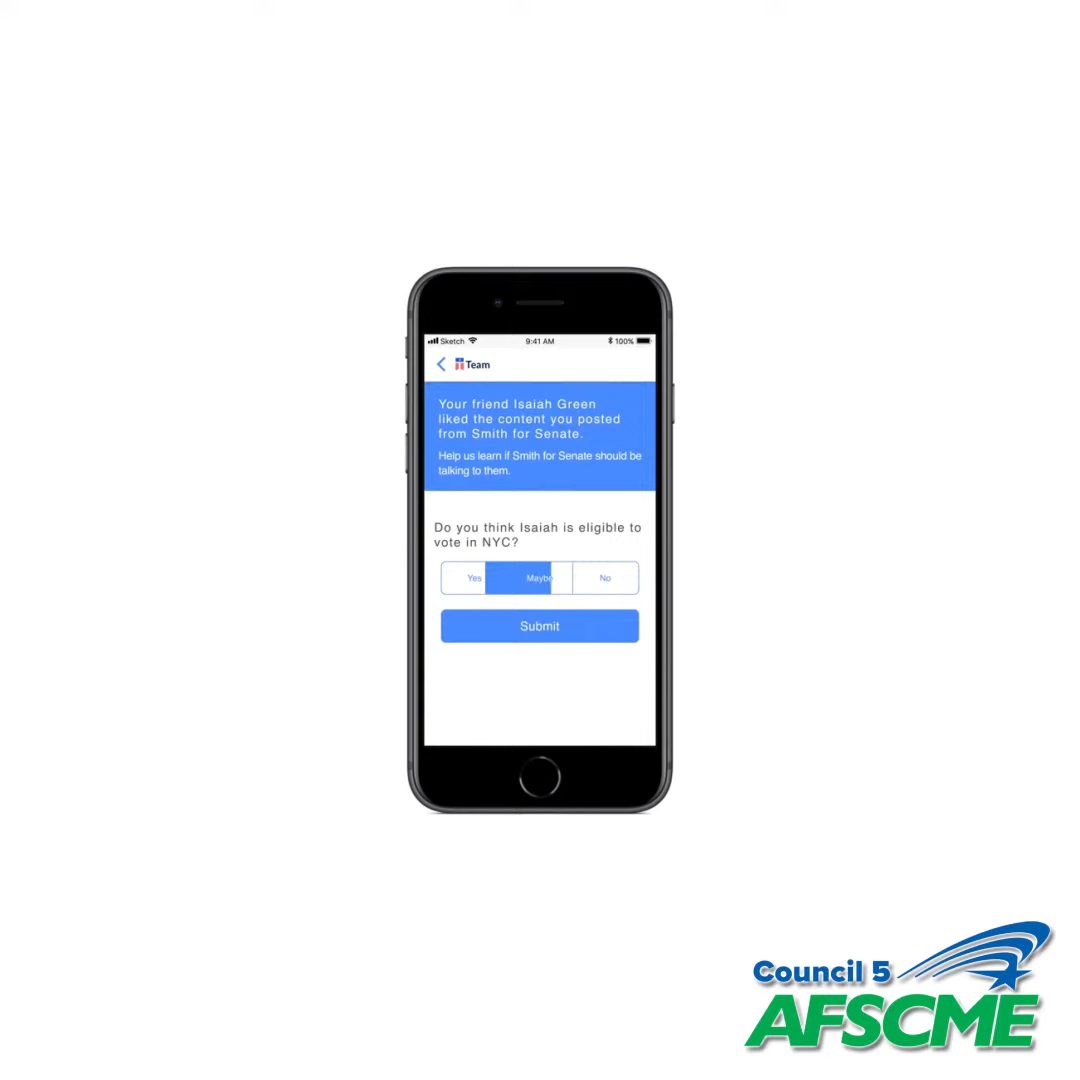 Sketch 9:41 AM 100%
Team
Your friend Isaiah Green
liked the content you posted
from Smith for Senate.
Help us learn if Smith for Senate should be
talking to them.
Do you think Isaiah is eligible to
vote in NYC?
Yes Maybe No
Submit
Council 5
AFSCME